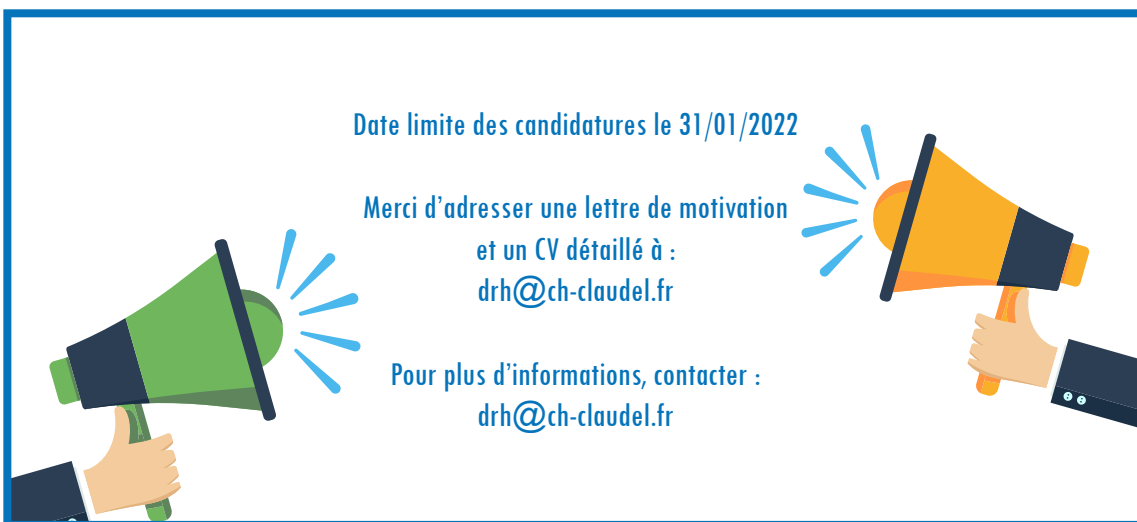 Date limite des candidatures le 31/01/2022
Merci d’adresser une lettre de motivation
et un CV détaillé à :
drh@ch-claudel.fr
Pour plus d’informations, contacter :
drh@ch-claudel.fr